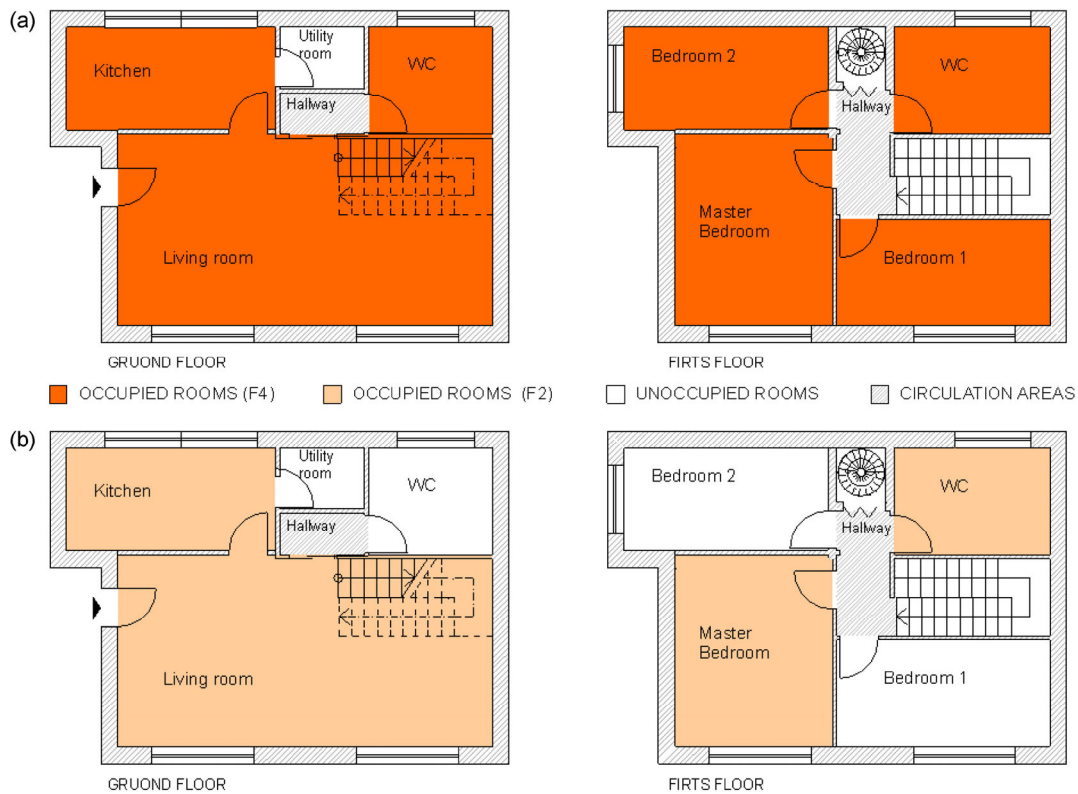 (a)
Kitchen
Utility
room
WC
Hallway
Living room
GRUOND FLOOR
Bedroom 2
WC
Hallway
Master
Bedroom
Bedroom 1
FIRTS FLOOR
OCCUPIED ROOMS (F4)
OCCUPIED ROOMS (F2)
UNOCCUPIED ROOMS
CIRCULATION AREAS
(b)
Kitchen
Utility
room
WC
Hallway
Living room
GRUOND FLOOR
Bedroom 2
WC
Hallway
Master
Bedroom
Bedroom 1
FIRTS FLOOR